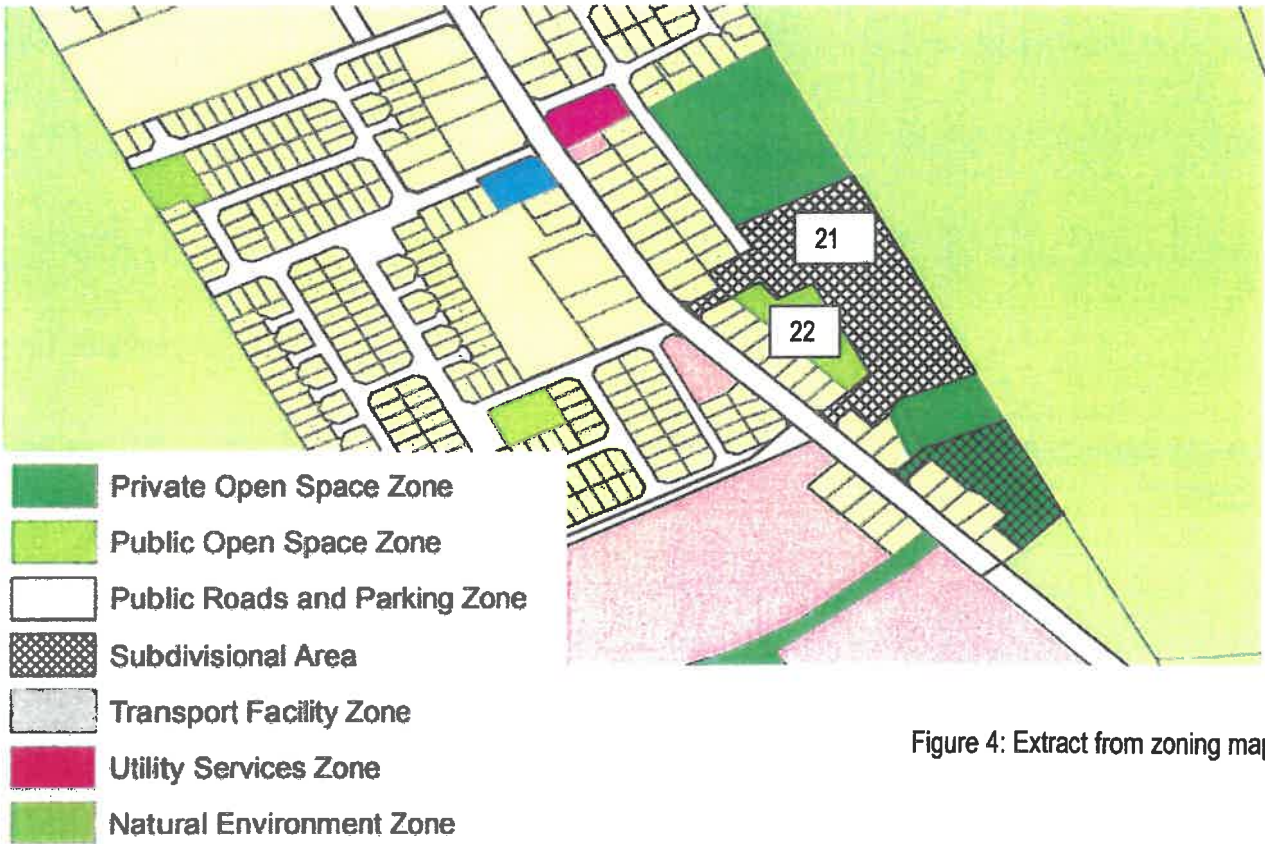 21
22
Private Open Space Zone
Public Open Space Zone
Public Roads and Parking Zone
Subdivisional Area
Transport Facility Zone
Utility Services Zone
Natural Environment Zone
Figure 4: Extract from zoning map